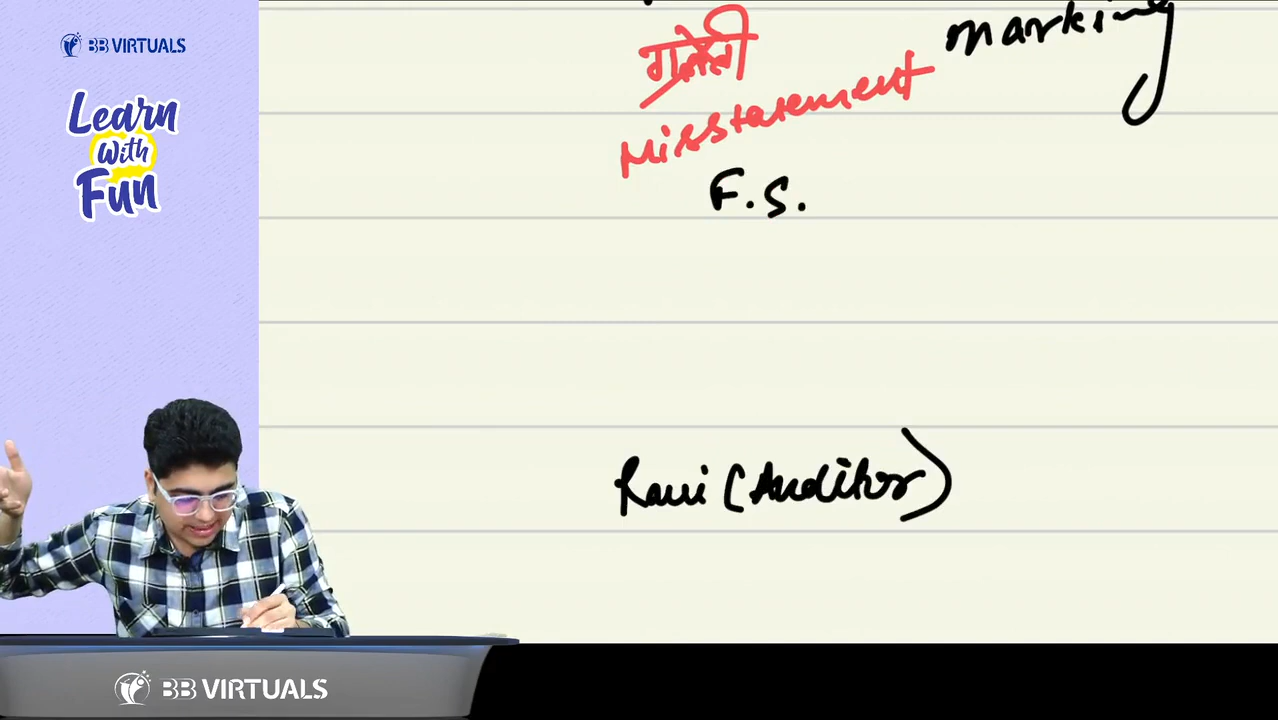 BB VIRTUALS
Learn
With
Fun
marking
गलती
Misstatement
F.S.
Ravi (Auditor)
BB VIRTUALS